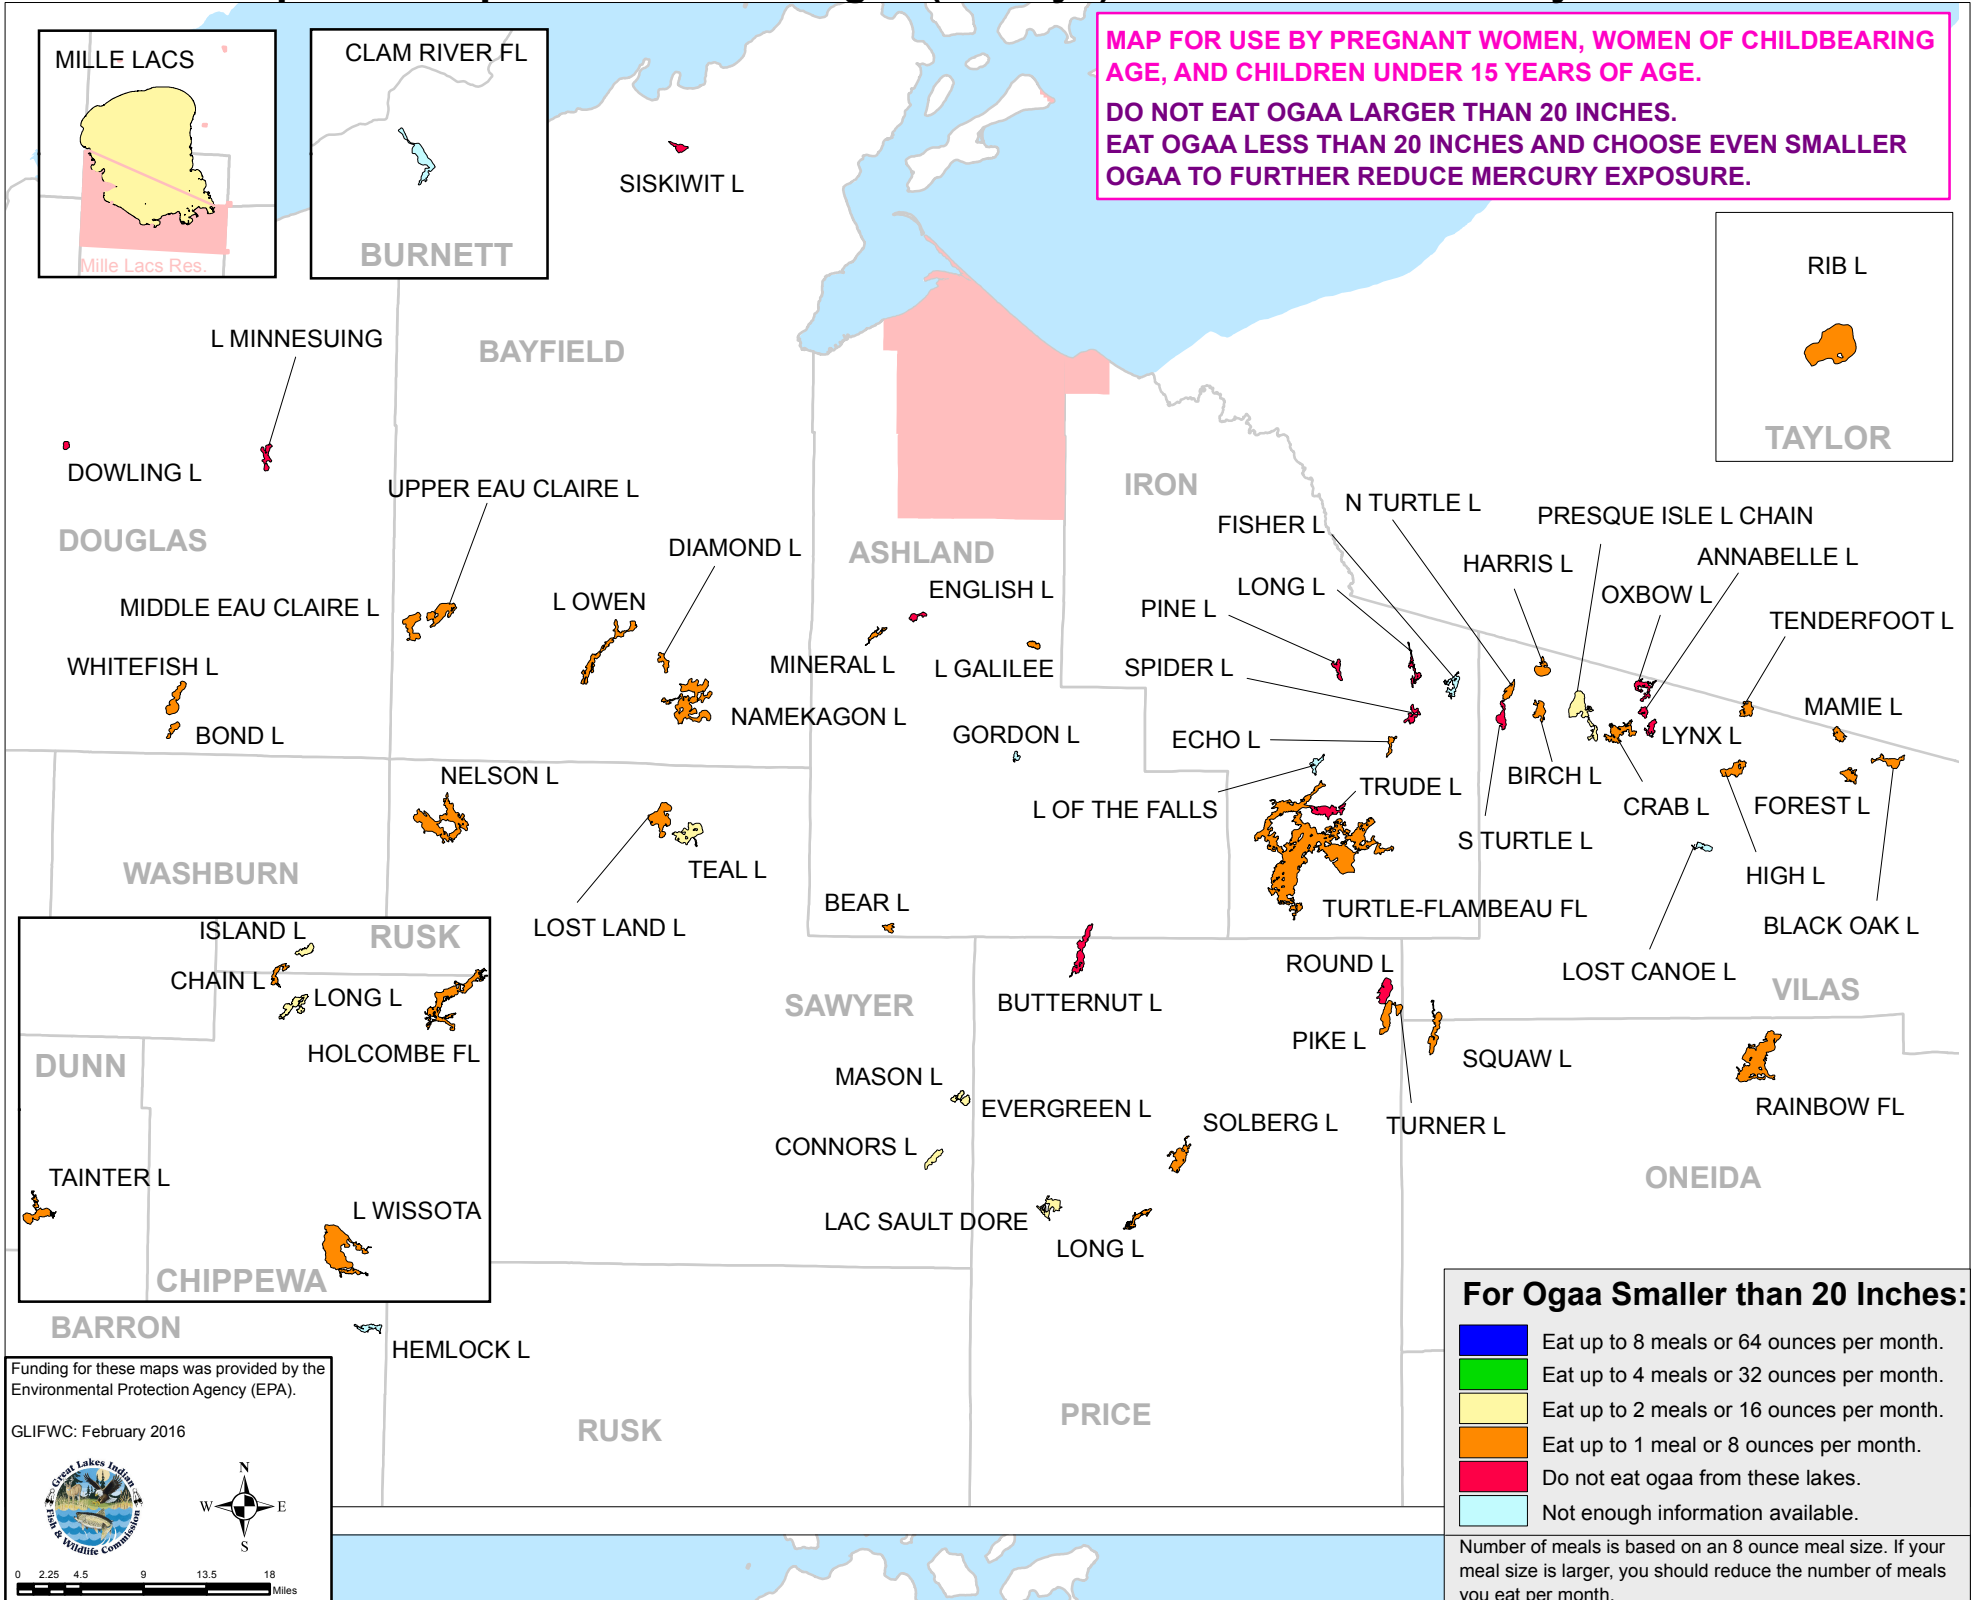 MAP FOR USE BY PREGNANT WOMEN, WOMEN OF CHILDBEARING
AGE, AND CHILDREN UNDER 15 YEARS OF AGE.
DO NOT EAT OGAA LARGER THAN 20 INCHES.
EAT OGAA LESS THAN 20 INCHES AND CHOOSE EVEN SMALLER
OGAA TO FURTHER REDUCE MERCURY EXPOSURE.
MILLE LACS
Mille Lacs Res.
CLAM RIVER FL
BURNETT
SISKIWIT L
RIB L
TAYLOR
L MINNESUING
BAYFIELD
DOWLING L
UPPER EAU CLAIRE L
DOUGLAS
DIAMOND L
ASHLAND
IRON
FISHER L
N TURTLE L
PRESQUE ISLE L CHAIN
HARRIS L
ANNABELLE L
OXBOW L
TENDERFOOT L
MIDDLE EAU CLAIRE L
L OWEN
ENGLISH L
LONG L
PINE L
WHITEFISH L
MINERAL L
L GALILEE
SPIDER L
BOND L
NAMEKAGON L
GORDON L
ECHO L
LYNX L
MAMIE L
NELSON L
L OF THE FALLS
TRUDE L
BIRCH L
CRAB L
FOREST L
WASHBURN
TEAL L
S TURTLE L
HIGH L
LOST LAND L
BEAR L
TURTLE-FLAMBEAU FL
BLACK OAK L
LOST CANOE L
VILAS
ISLAND L
RUSK
CHAIN L
LONG L
HOLCOMBE FL
DUNN
TAINTER L
L WISSOTA
CHIPPEWA
SAWYER
BUTTERNUT L
ROUND L
PIKE L
SQUAW L
TURNER L
RAINBOW FL
MASON L
EVERGREEN L
SOLBERG L
CONNORS L
LAC SAULT DORE
LONG L
ONEIDA
BARRON
HEMLOCK L
RUSK
PRICE
Funding for these maps was provided by the
Environmental Protection Agency (EPA).
GLIFWC: February 2016
Great Lakes Indian
Fish & Wildlife Commission
N
W
E
S
0 2.25 4.5 9 13.5 18
Miles
For Ogaa Smaller than 20 Inches:
Eat up to 8 meals or 64 ounces per month.
Eat up to 4 meals or 32 ounces per month.
Eat up to 2 meals or 16 ounces per month.
Eat up to 1 meal or 8 ounces per month.
Do not eat ogaa from these lakes.
Not enough information available.
Number of meals is based on an 8 ounce meal size. If your
meal size is larger, you should reduce the number of meals
you eat per month.